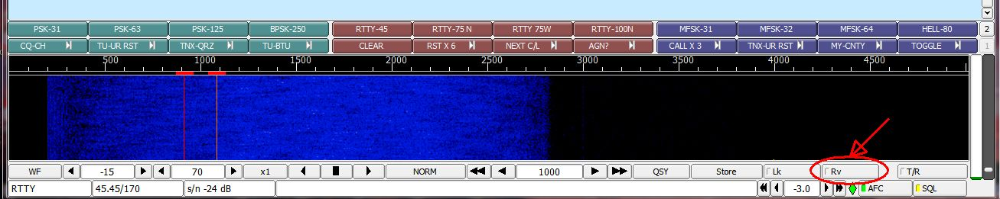 PSK-31 PSK-63 PSK-125 BPSK-250 RTTY-45 RTTY-75 N RTTY 75W RTTY-100N MFSK-31 MFSK-32 MFSK-64 HELL-80 2
CQ-CH TU-UR RST TNX-QRZ TU-BTU CLEAR RST X 6 NEXT C/L AGN? CALL X 3 TNX-UR RST MY-CNTY TOGGLE 1
500 1000 1500 2000 2500 3000 3500 4000 4500
WF -15 70 x1 NORM 1000 QSY Store Lk Rv T/R
RTTY 45.45/170 s/n -24 dB -3.0 AFC SQL